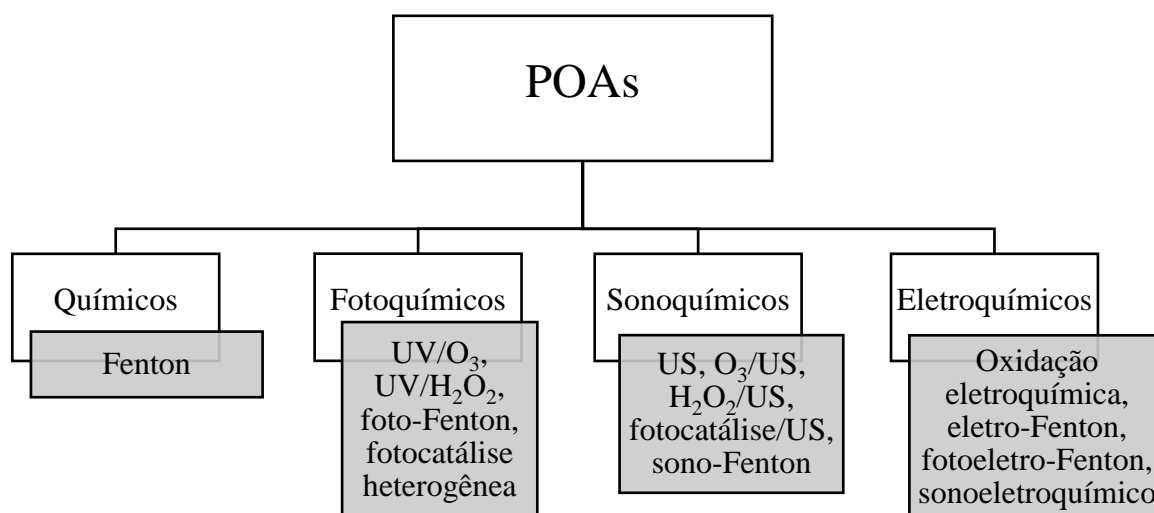 POAs
Químicos
Fenton
Fotoquímicos
UV/O₃,
UV/H₂O₂,
foto-Fenton,
fotocatálise
heterogênea
Sonoquímicos
US, O₃/US,
H₂O₂/US,
fotocatálise/US,
sono-Fenton
Eletroquímicos
Oxidação
eletroquímica,
eletro-Fenton,
fotoeletro-Fenton,
sonoeletroquímico